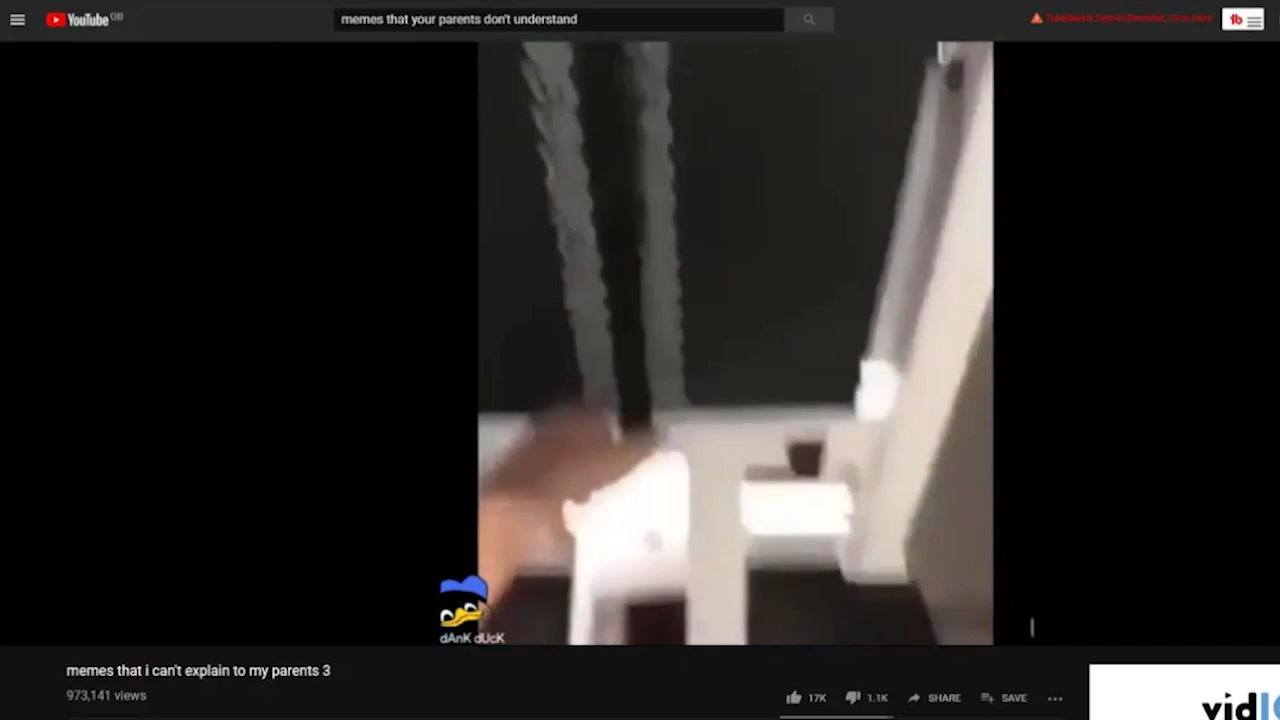 YouTube GB
memes that your parents don't understand
dAnK dUcK
memes that i can't explain to my parents 3
973,141 views
17K
1.1K
SHARE
SAVE